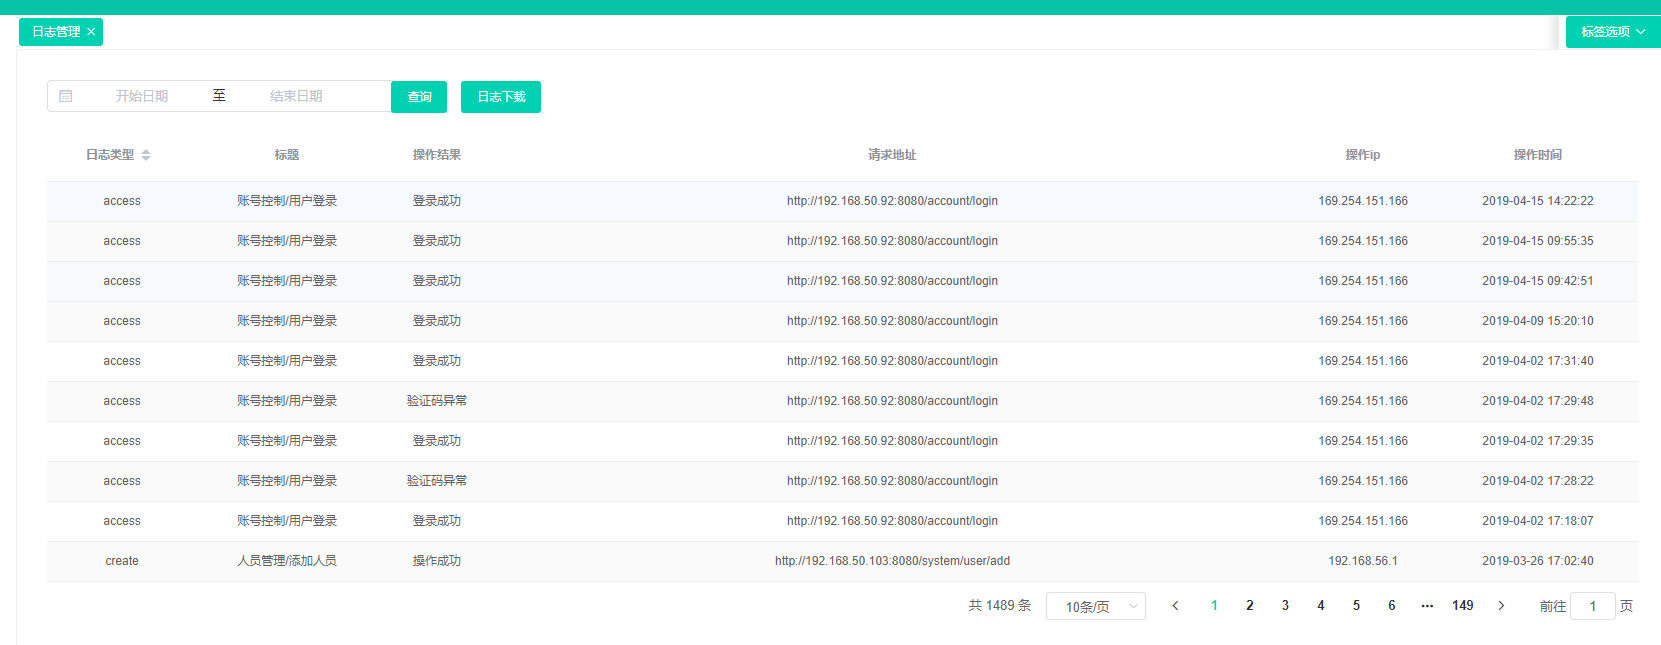 日志管理 ×
标签选项
开始日期 至 结束日期 查询 日志下载
日志类型 标题 操作结果 请求地址 操作ip 操作时间
access 账号控制/用户登录 登录成功 http://192.168.50.92:8080/account/login 169.254.151.166 2019-04-15 14:22:22
access 账号控制/用户登录 登录成功 http://192.168.50.92:8080/account/login 169.254.151.166 2019-04-15 09:55:35
access 账号控制/用户登录 登录成功 http://192.168.50.92:8080/account/login 169.254.151.166 2019-04-15 09:42:51
access 账号控制/用户登录 登录成功 http://192.168.50.92:8080/account/login 169.254.151.166 2019-04-09 15:20:10
access 账号控制/用户登录 登录成功 http://192.168.50.92:8080/account/login 169.254.151.166 2019-04-02 17:31:40
access 账号控制/用户登录 验证码异常 http://192.168.50.92:8080/account/login 169.254.151.166 2019-04-02 17:29:48
access 账号控制/用户登录 登录成功 http://192.168.50.92:8080/account/login 169.254.151.166 2019-04-02 17:29:35
access 账号控制/用户登录 验证码异常 http://192.168.50.92:8080/account/login 169.254.151.166 2019-04-02 17:28:22
access 账号控制/用户登录 登录成功 http://192.168.50.92:8080/account/login 169.254.151.166 2019-04-02 17:18:07
create 人员管理/添加人员 操作成功 http://192.168.50.103:8080/system/user/add 192.168.56.1 2019-03-26 17:02:40
共 1489 条 10条/页 < 1 2 3 4 5 6 ··· 149 > 前往 1 页